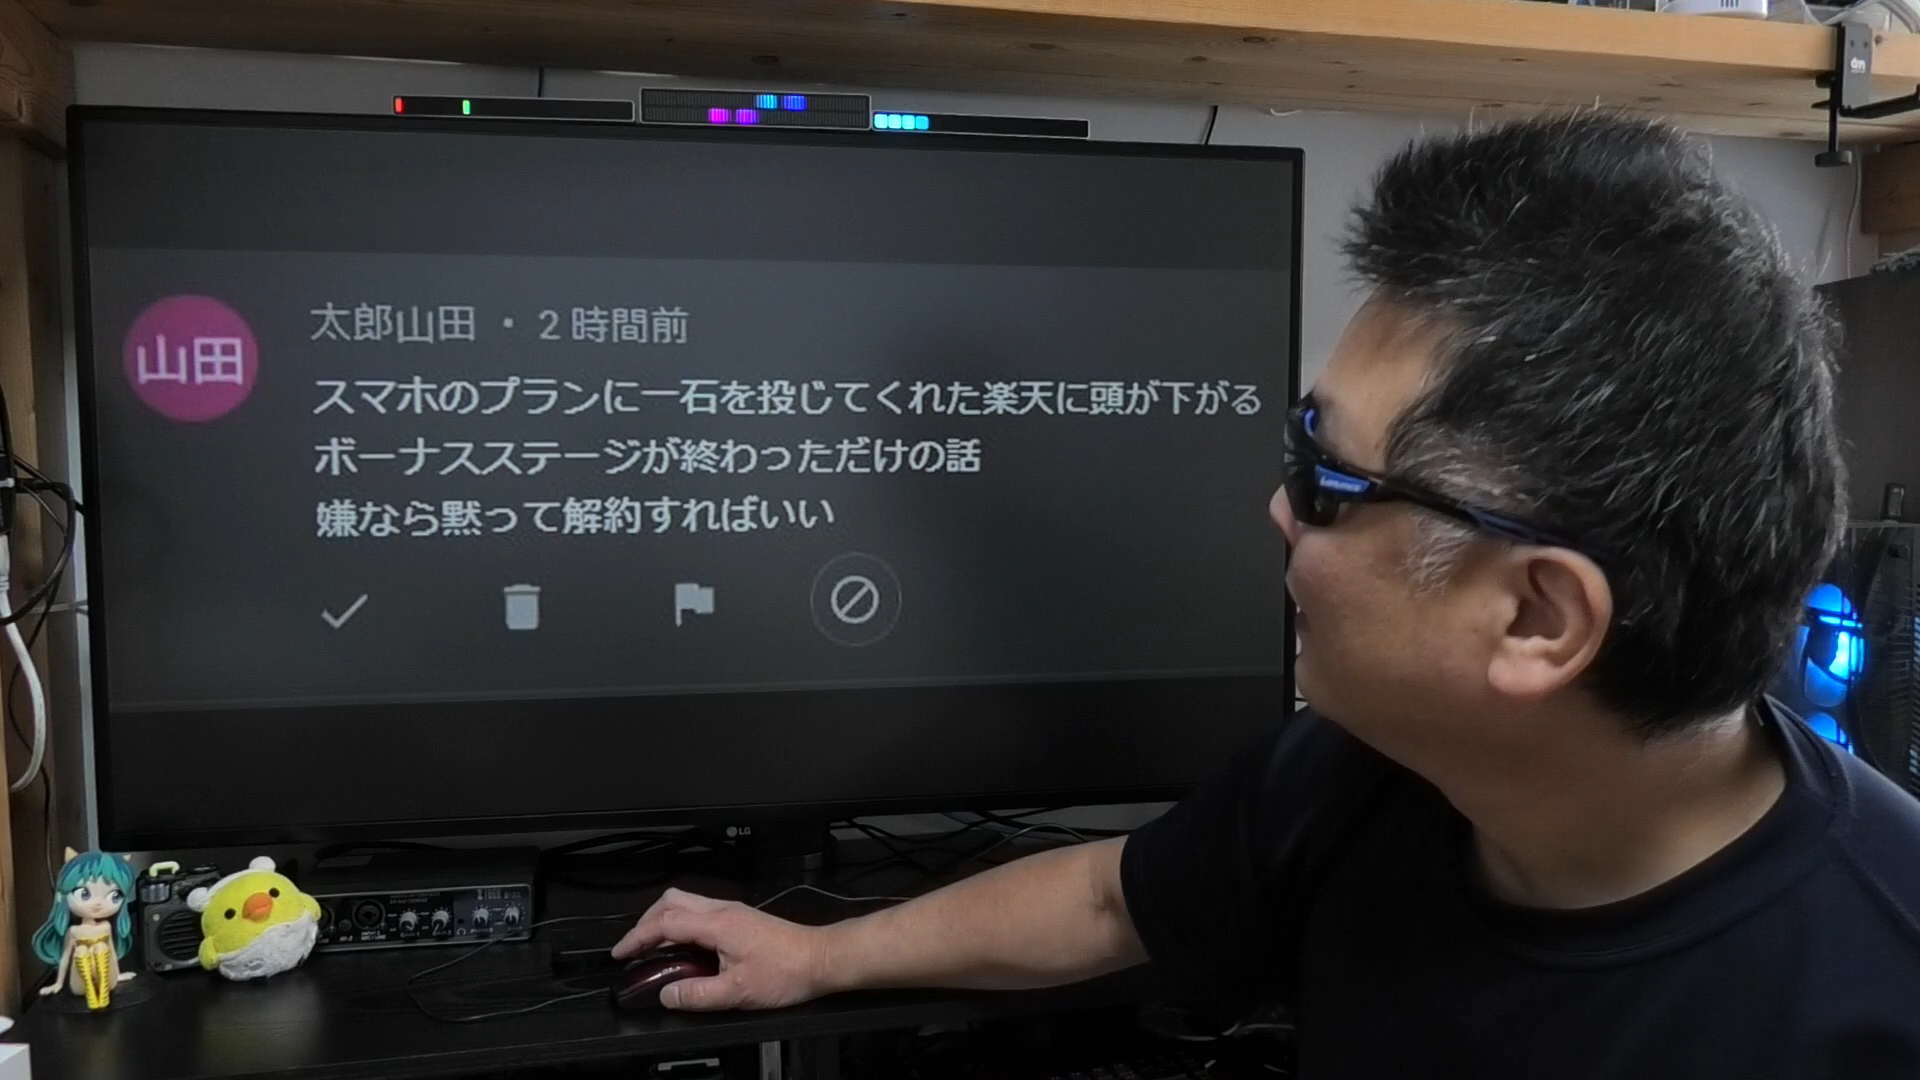 山田
太郎山田 ・ 2 時間前
スマホのプランに一石を投じてくれた楽天に頭が下がる
ボーナスステージが終わっただけの話
嫌なら黙って解約すればいい
LG